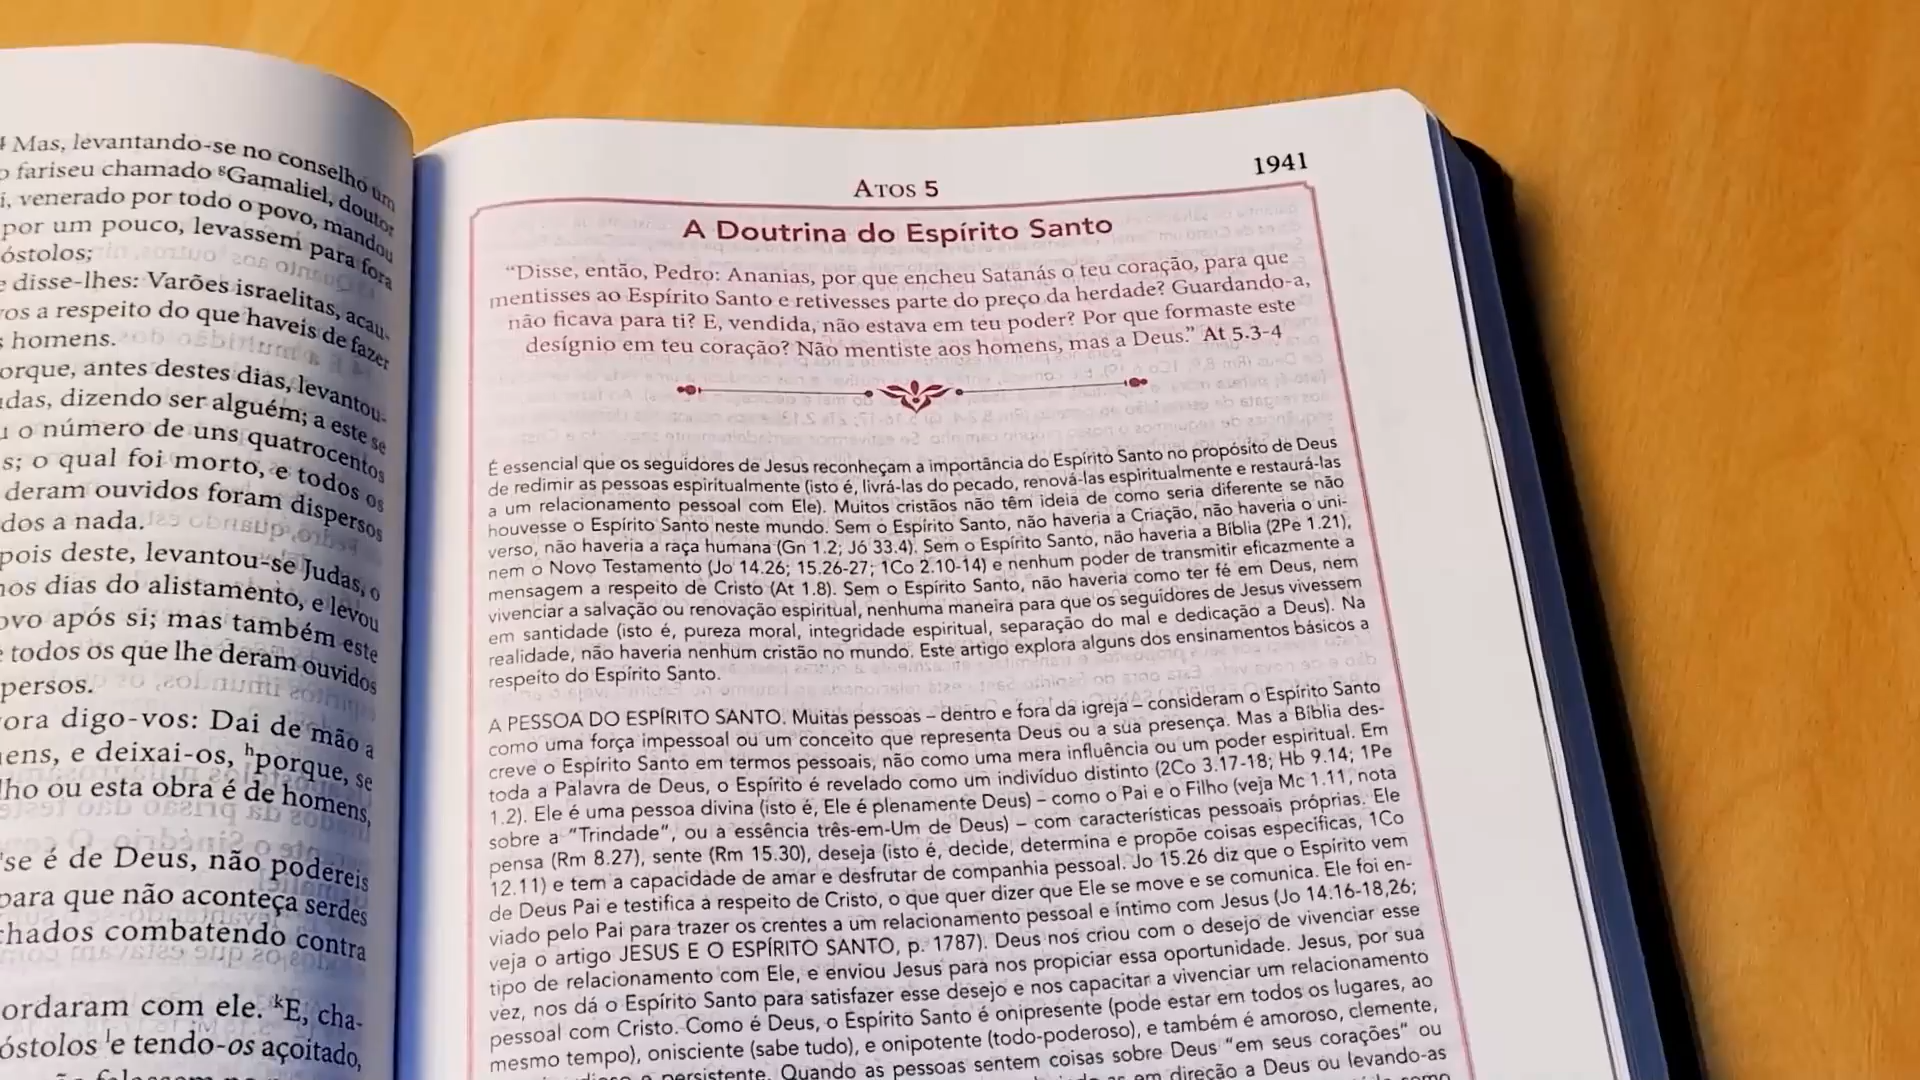 4 Mas, levantando-se no conselho um
fariseu chamado ᵍGamaliel, doutor
venerado por todo o povo, mandou
por um pouco, levassem para fora
óstolos;
disse-lhes: Varões israelitas, acau-
vos a respeito do que haveis de fazer
homens.
orque, antes destes dias, levantou-
udas, dizendo ser alguém; a este se
o número de uns quatrocentos
s; o qual foi morto, e todos os
deram ouvidos foram dispersos
dos a nada.
pois deste, levantou-se Judas, o
nos dias do alistamento, e levou
ovo após si; mas também este
todos os que lhe deram ouvidos
persos.
ora digo-vos: Dai de mão a
ens, e deixai-os, ʰporque, se
lho ou esta obra é de homens,
se é de Deus, não podereis
para que não aconteça serdes
chados combatendo contra
ordaram com ele. ᵏE, cha-
óstolos ˡe tendo-os açoitado,
ATOS 5
1941
A Doutrina do Espírito Santo
“Disse, então, Pedro: Ananias, por que encheu Satanás o teu coração, para que
mentisses ao Espírito Santo e retivesses parte do preço da herdade? Guardando-a,
não ficava para ti? E, vendida, não estava em teu poder? Por que formaste este
desígnio em teu coração? Não mentiste aos homens, mas a Deus.” At 5.3-4
É essencial que os seguidores de Jesus reconheçam a importância do Espírito Santo no propósito de Deus
de redimir as pessoas espiritualmente (isto é, livrá-las do pecado, renová-las espiritualmente e restaurá-las
a um relacionamento pessoal com Ele). Muitos cristãos não têm ideia de como seria diferente se não
houvesse o Espírito Santo neste mundo. Sem o Espírito Santo, não haveria a Criação, não haveria o uni-
verso, não haveria a raça humana (Gn 1.2; Jó 33.4). Sem o Espírito Santo, não haveria a Bíblia (2Pe 1.21),
nem o Novo Testamento (Jo 14.26; 15.26-27; 1Co 2.10-14) e nenhum poder de transmitir eficazmente a
mensagem a respeito de Cristo (At 1.8). Sem o Espírito Santo, não haveria como ter fé em Deus, nem
vivenciar a salvação ou renovação espiritual, nenhuma maneira para que os seguidores de Jesus vivessem
em santidade (isto é, pureza moral, integridade espiritual, separação do mal e dedicação a Deus). Na
realidade, não haveria nenhum cristão no mundo. Este artigo explora alguns dos ensinamentos básicos a
respeito do Espírito Santo.
A PESSOA DO ESPÍRITO SANTO. Muitas pessoas – dentro e fora da igreja – consideram o Espírito Santo
como uma força impessoal ou um conceito que representa Deus ou a sua presença. Mas a Bíblia des-
creve o Espírito Santo em termos pessoais, não como uma mera influência ou um poder espiritual. Em
toda a Palavra de Deus, o Espírito é revelado como um indivíduo distinto (2Co 3.17-18; Hb 9.14; 1Pe
1.2). Ele é uma pessoa divina (isto é, Ele é plenamente Deus) – como o Pai e o Filho (veja Mc 1.11, nota
sobre a “Trindade”, ou a essência três-em-Um de Deus) – com características pessoais próprias. Ele
pensa (Rm 8.27), sente (Rm 15.30), deseja (isto é, decide, determina e propõe coisas específicas, 1Co
12.11) e tem a capacidade de amar e desfrutar de companhia pessoal. Jo 15.26 diz que o Espírito vem
de Deus Pai e testifica a respeito de Cristo, o que quer dizer que Ele se move e se comunica. Ele foi en-
viado pelo Pai para trazer os crentes a um relacionamento pessoal e íntimo com Jesus (Jo 14.16-18,26;
veja o artigo JESUS E O ESPÍRITO SANTO, p. 1787). Deus nos criou com o desejo de vivenciar esse
tipo de relacionamento com Ele, e enviou Jesus para nos propiciar essa oportunidade. Jesus, por sua
vez, nos dá o Espírito Santo para satisfazer esse desejo e nos capacitar a vivenciar um relacionamento
pessoal com Cristo. Como é Deus, o Espírito Santo é onipresente (pode estar em todos os lugares, ao
mesmo tempo), onisciente (sabe tudo), e onipotente (todo-poderoso), e também é amoroso, clemente,
persistente. Quando as pessoas sentem coisas sobre Deus “em seus corações” ou
em direção a Deus ou levando-as